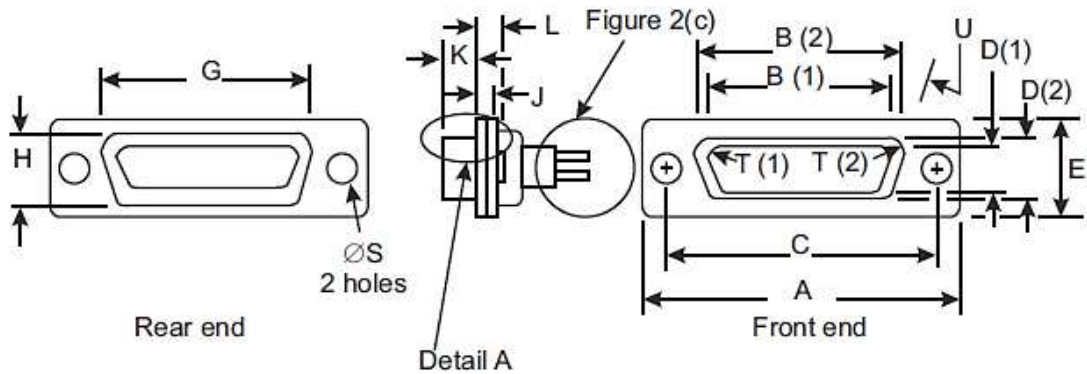 Figure 2(c)
L
K
J
G
H
∅S
2 holes
Rear end
Detail A
B (2)
B (1)
U
D(1)
D(2)
T (1)
T (2)
E
C
A
Front end